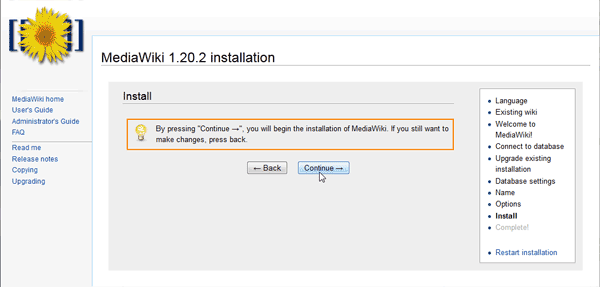 MediaWiki 1.20.2 installation
MediaWiki home
User's Guide
Administrator's Guide
FAQ
Read me
Release notes
Copying
Upgrading
Install
By pressing "Continue →", you will begin the installation of MediaWiki. If you still want to
make changes, press back.
← Back
Continue →
Language
Existing wiki
Welcome to
MediaWiki!
Connect to database
Upgrade existing
installation
Database settings
Name
Options
Install
Complete!
Restart installation